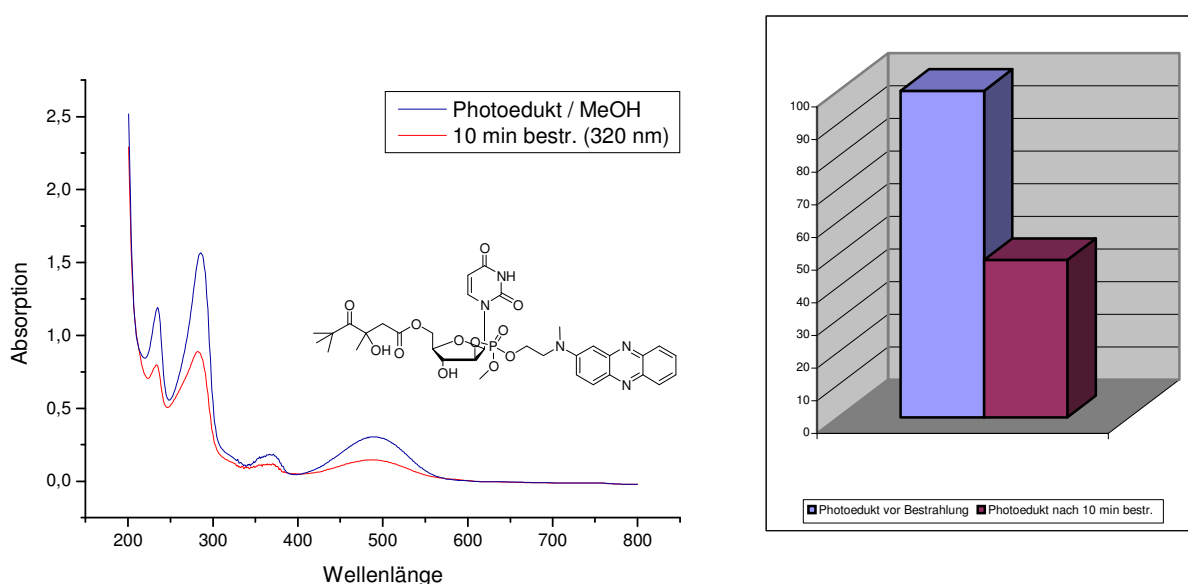 Photoedukt / MeOH
10 min bestr. (320 nm)
2,5
2,0
1,5
1,0
0,5
0,0
Absorption
200 300 400 500 600 700 800
Wellenlänge
O
NH
N O
O
OH
O
O
O
O
O
P
O
O
O
OH
N
N
N
100
90
80
70
60
50
40
30
20
10
0
Photoedukt vor Bestrahlung Photoedukt nach 10 min bestr.